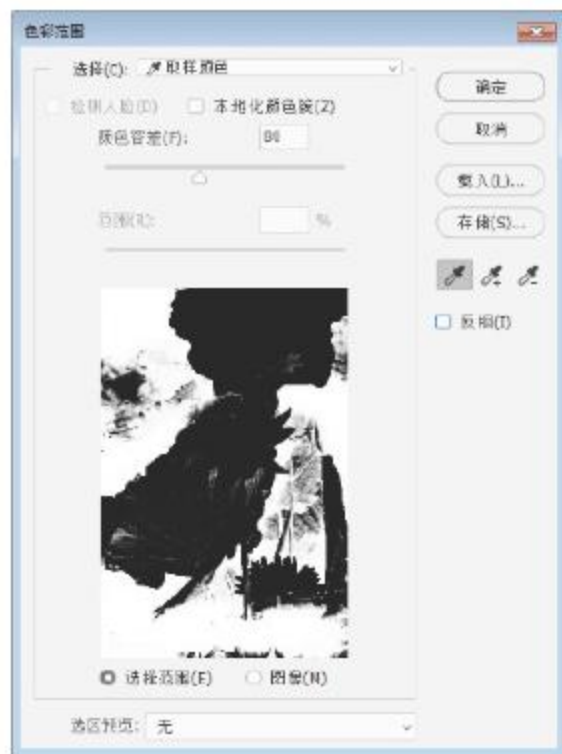 色彩范围
选择(C): 取样颜色
检测人脸(D) 本地化颜色簇(Z)
颜色容差(F): 80
范围(R): %
选择范围(E) 图像(M)
选区预览: 无
确定
取消
载入(L)...
存储(S)...
反相(I)